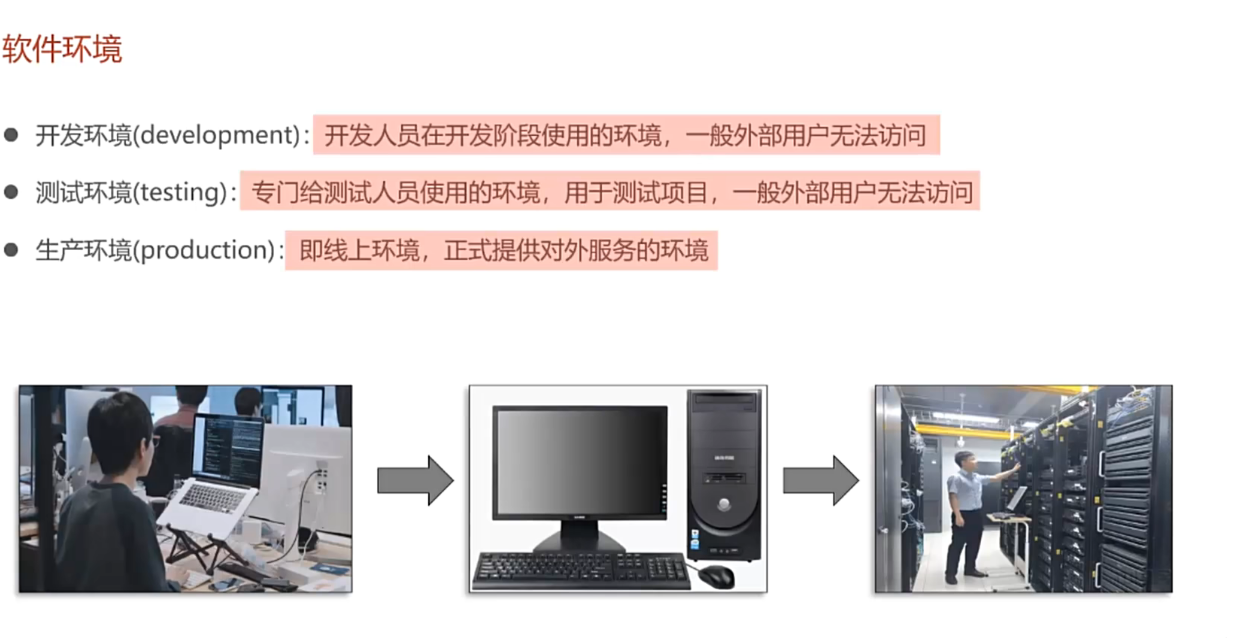 软件环境
● 开发环境(development)：开发人员在开发阶段使用的环境，一般外部用户无法访问
● 测试环境(testing)：专门给测试人员使用的环境，用于测试项目，一般外部用户无法访问
● 生产环境(production)：即线上环境，正式提供对外服务的环境